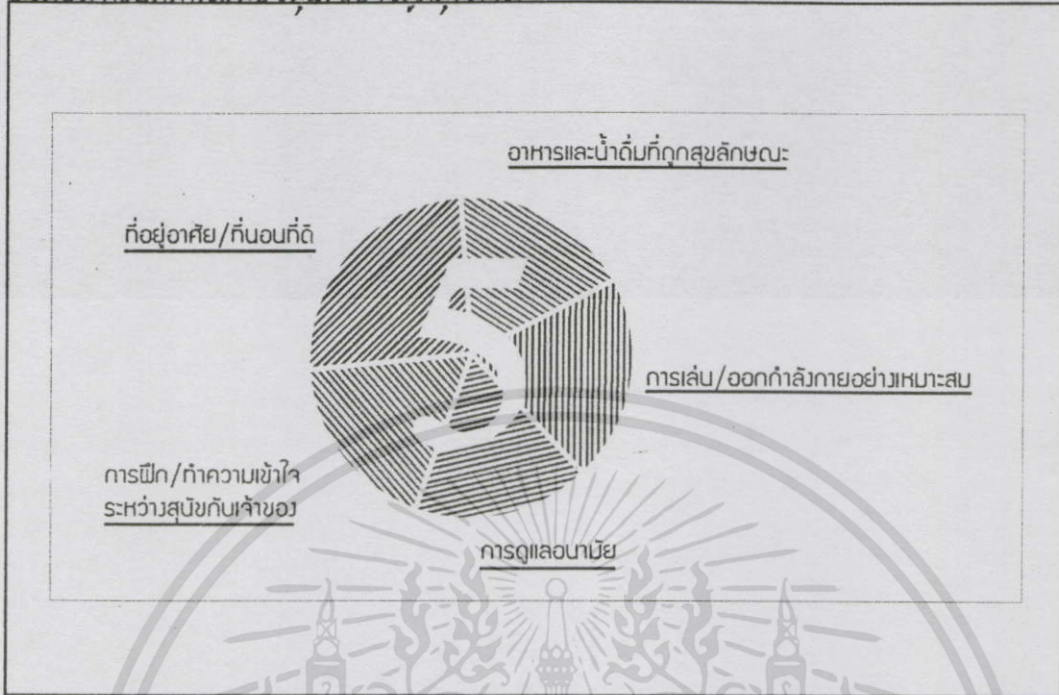 อาหารและน้ำดื่มที่ถูกสุขลักษณะ
ที่อยู่อาศัย/ที่นอนที่ดี
5
การเล่น/ออกกำลังกายอย่างเหมาะสม
การฝึก/ทำความเข้าใจ
ระหว่างสุนัขกับเจ้าของ
การดูแลอนามัย